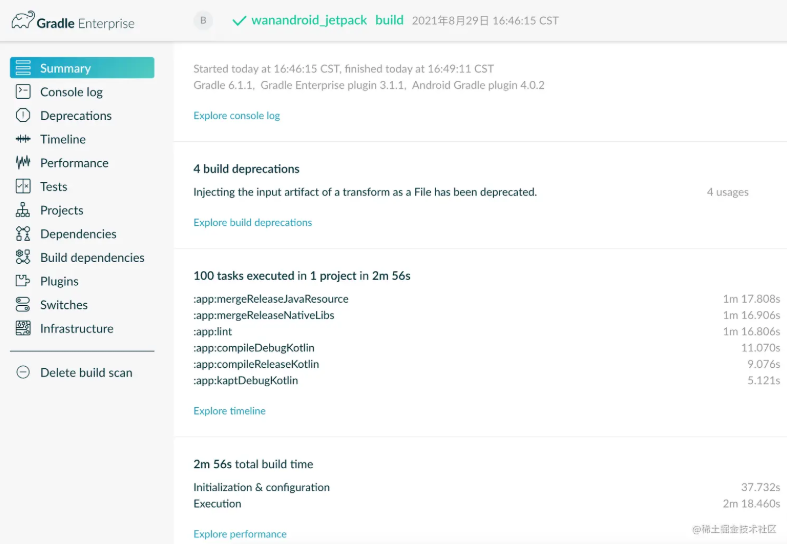 Gradle Enterprise
B
wanandroid_jetpack build 2021年8月29日 16:46:15 CST
Summary
Console log
Deprecations
Timeline
Performance
Tests
Projects
Dependencies
Build dependencies
Plugins
Switches
Infrastructure
Delete build scan
Started today at 16:46:15 CST, finished today at 16:49:11 CST
Gradle 6.1.1, Gradle Enterprise plugin 3.1.1, Android Gradle plugin 4.0.2
Explore console log
4 build deprecations
Injecting the input artifact of a transform as a File has been deprecated. 4 usages
Explore build deprecations
100 tasks executed in 1 project in 2m 56s
:app:mergeReleaseJavaResource 1m 17.808s
:app:mergeReleaseNativeLibs 1m 16.906s
:app:lint 1m 16.806s
:app:compileDebugKotlin 11.070s
:app:compileReleaseKotlin 9.076s
:app:kaptDebugKotlin 5.121s
Explore timeline
2m 56s total build time
Initialization & configuration 37.732s
Execution 2m 18.460s
Explore performance
@稀土掘金技术社区